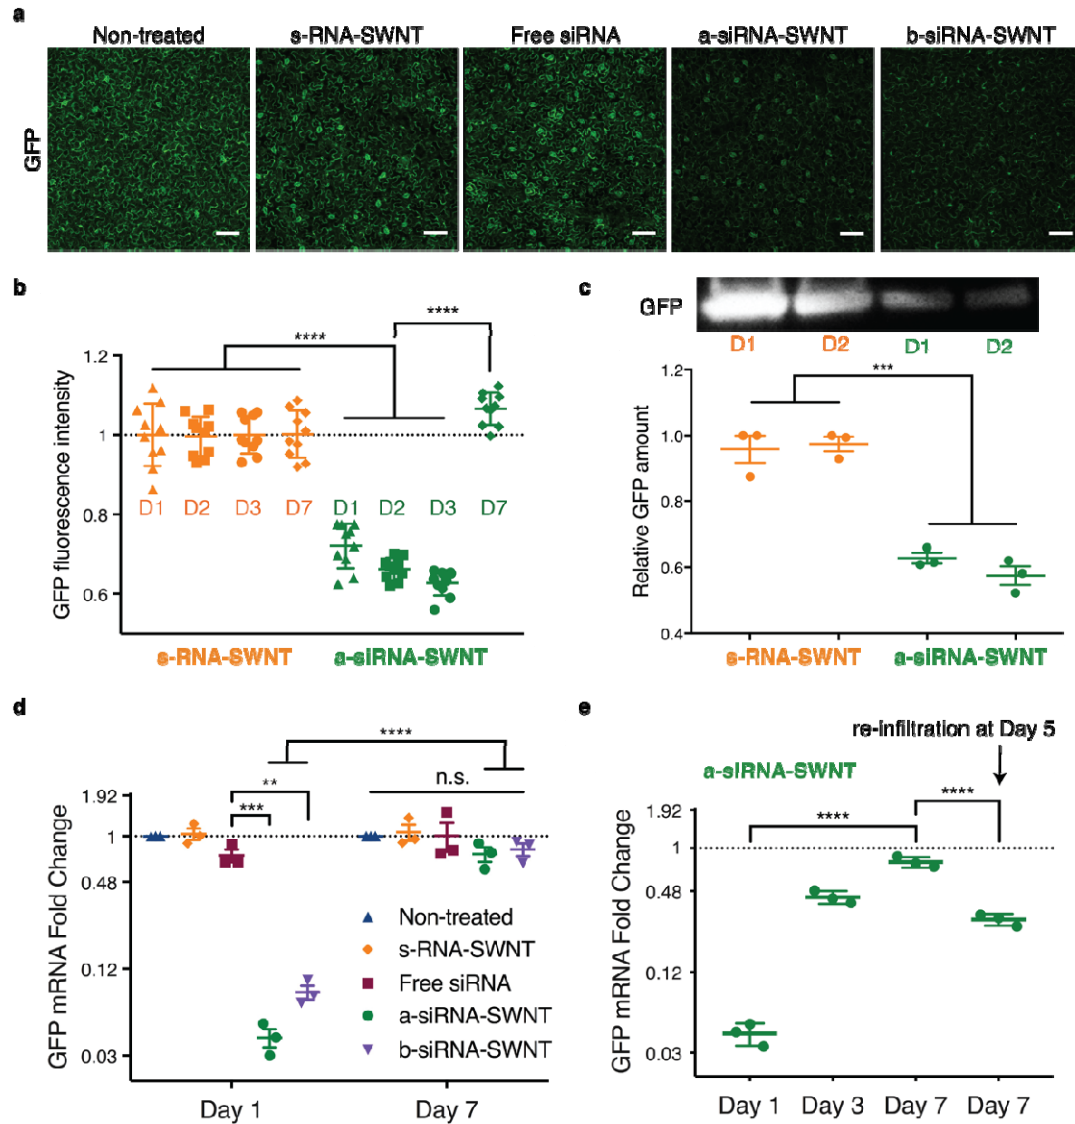 a
Non-treated
s-RNA-SWNT
Free siRNA
a-siRNA-SWNT
b-siRNA-SWNT
GFP
b
GFP fluorescence intensity
1.2
1
0.8
0.6
****
****
D1
D2
D3
D7
D1
D2
D3
D7
s-RNA-SWNT
a-siRNA-SWNT
c
GFP
D1
D2
D1
D2
Relative GFP amount
1.2
1.0
0.8
0.6
0.4
***
s-RNA-SWNT
a-siRNA-SWNT
d
GFP mRNA Fold Change
1.92
1
0.48
0.12
0.03
****
**
***
n.s.
Non-treated
s-RNA-SWNT
Free siRNA
a-siRNA-SWNT
b-siRNA-SWNT
Day 1
Day 7
e
re-infiltration at Day 5
a-siRNA-SWNT
GFP mRNA Fold Change
1.92
1
0.48
0.12
0.03
****
****
Day 1
Day 3
Day 7
Day 7